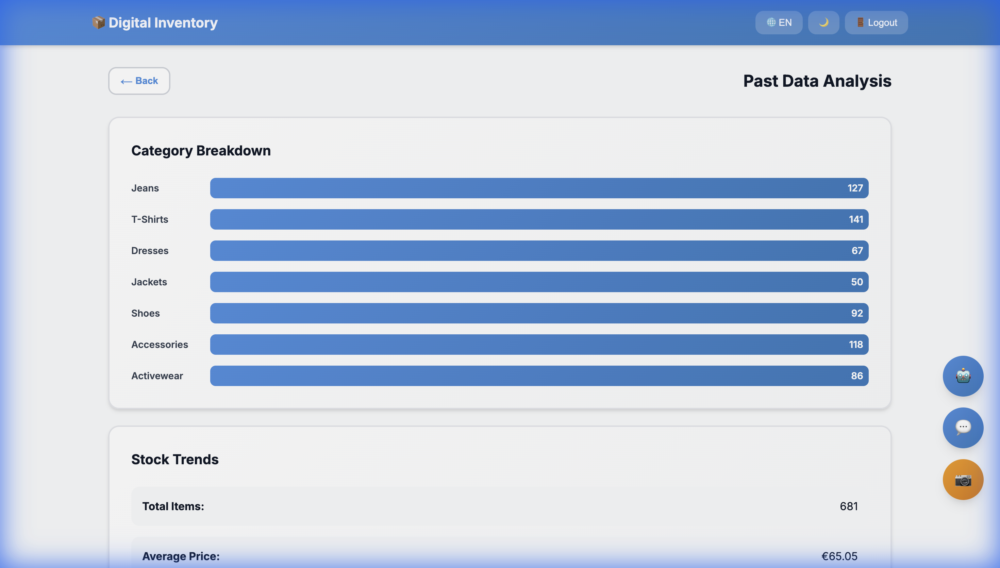 Digital Inventory
EN
Logout
← Back
Past Data Analysis
Category Breakdown
Jeans 127
T-Shirts 141
Dresses 67
Jackets 50
Shoes 92
Accessories 118
Activewear 86
Stock Trends
Total Items: 681
Average Price: €65.05